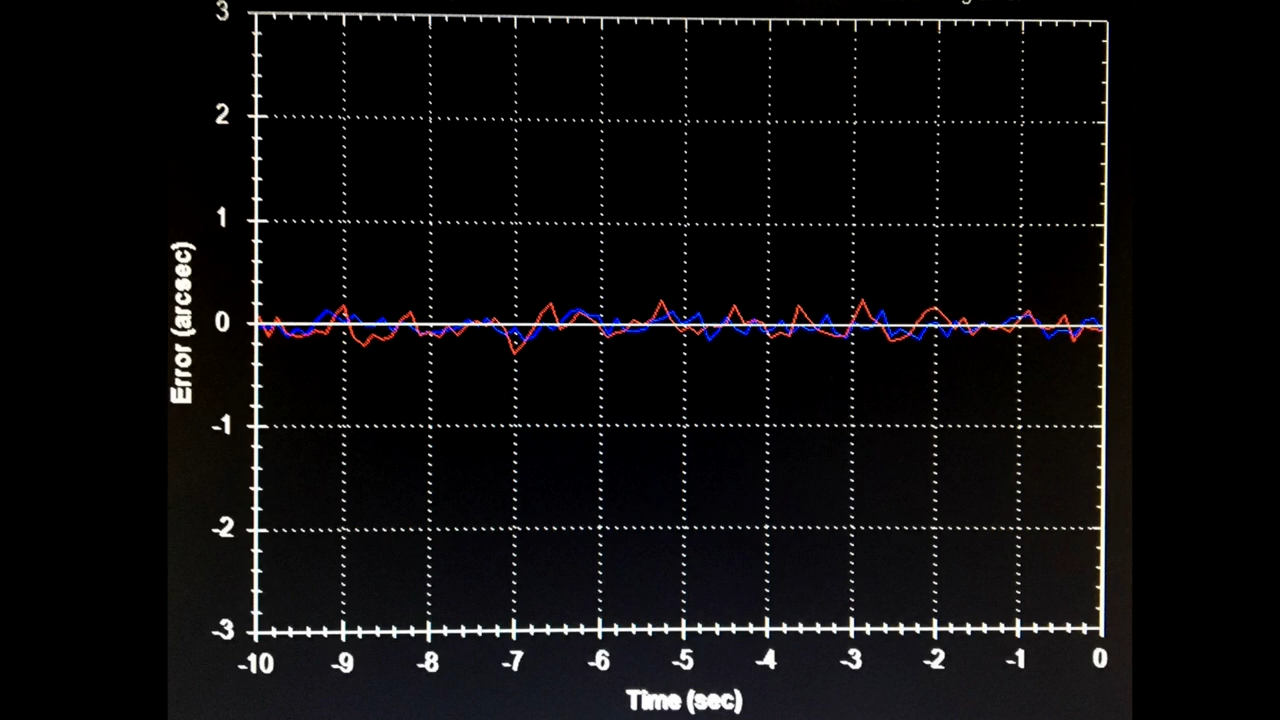 3
2
1
0
-1
-2
-3
Error (arcsec)
-10 -9 -8 -7 -6 -5 -4 -3 -2 -1 0
Time (sec)